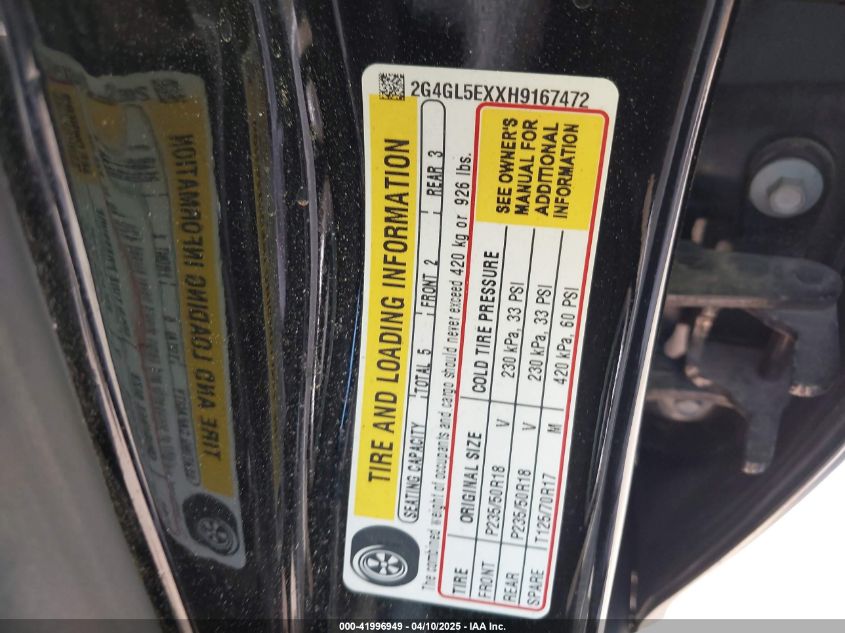 2G4GL5EXXH9167472
TIRE AND LOADING INFORMATION
SEATING CAPACITY TOTAL 5 FRONT 2 REAR 3
The combined weight of occupants and cargo should never exceed 420 kg or 926 lbs.
TIRE ORIGINAL SIZE COLD TIRE PRESSURE
FRONT P235/50R18 V 230 kPa, 33 PSI
REAR P235/50R18 V 230 kPa, 33 PSI
SPARE T125/70R17 M 420 kPa, 60 PSI
SEE OWNER'S
MANUAL FOR
ADDITIONAL
INFORMATION
TIRE AND LOADING INFORMATION
000-41996949 - 04/10/2025 - IAA Inc.